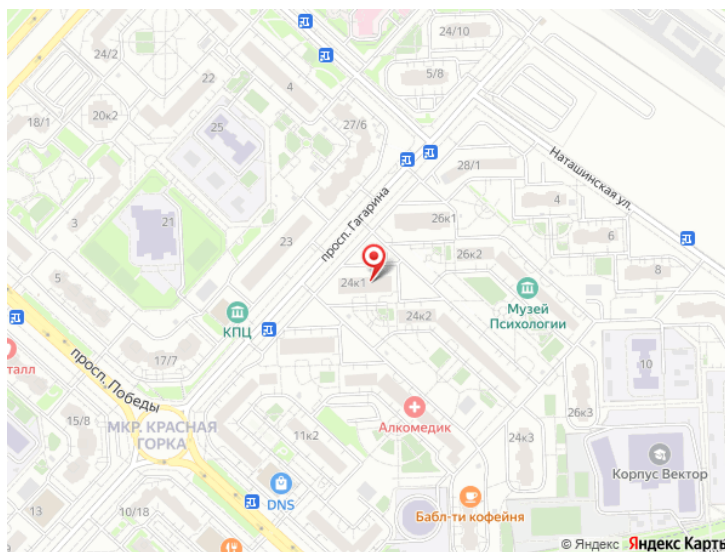 24/10
24/2
5/8
22
4
20к2
18/1
25
27/6
28/1
Наташинская ул.
просп. Гагарина
3
21
4
26к1
6
23
26к2
8
5
24к1
Музей
Психологии
КПЦ
24к2
талл
просп. Победы
17/7
10
МКР. КРАСНАЯ
ГОРКА
15/8
Алкомедик
26к3
11к2
24к3
Корпус Вектор
DNS
13
10/18
Бабл-ти кофейня
© Яндекс Яндекс Карты